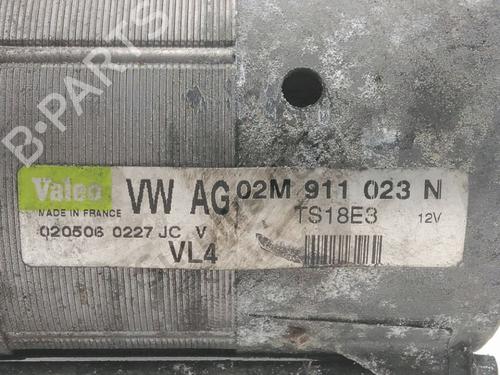 B-PARTS
Valeo VW AG 02M 911 023 N
MADE IN FRANCE TS18E3 12V
020506 0227 JC V
VL4